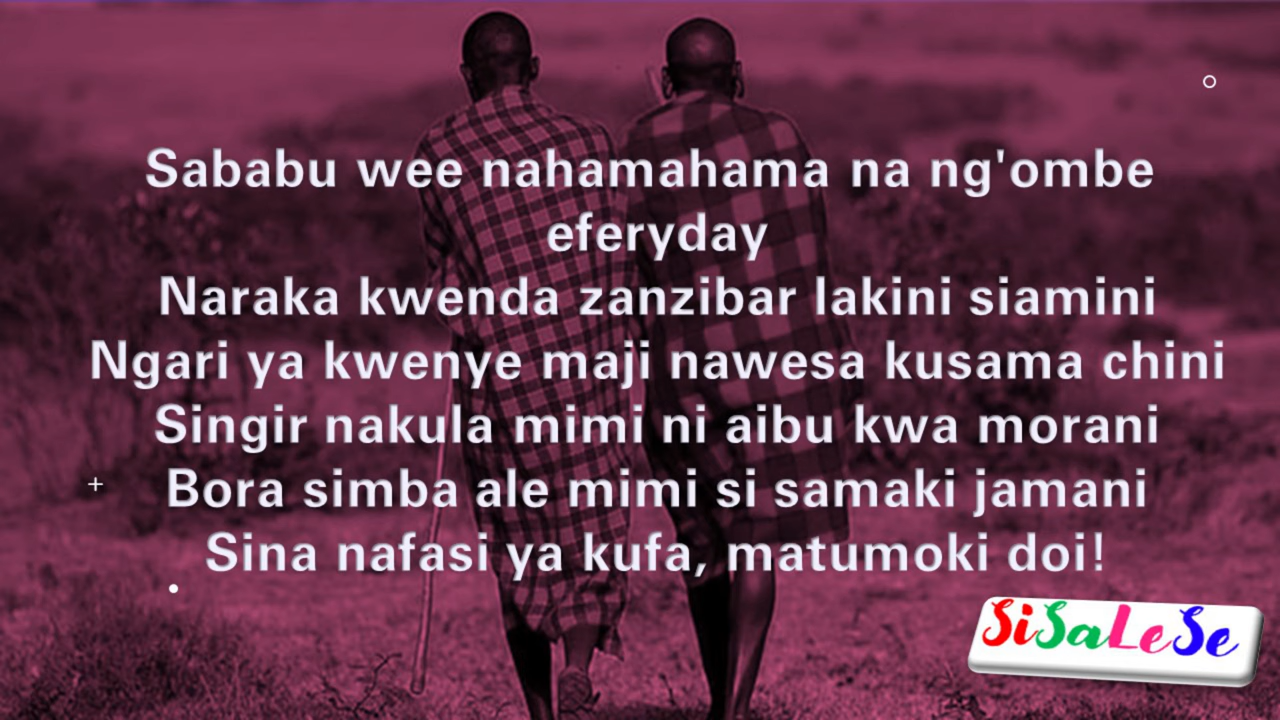 Sababu wee nahamahama na ng'ombe
eferyday
Naraka kwenda zanzibar lakini siamini
Ngari ya kwenye maji nawesa kusama chini
Singir nakula mimi ni aibu kwa morani
Bora simba ale mimi si samaki jamani
Sina nafasi ya kufa, matumoki doi!
SiSaLeSe